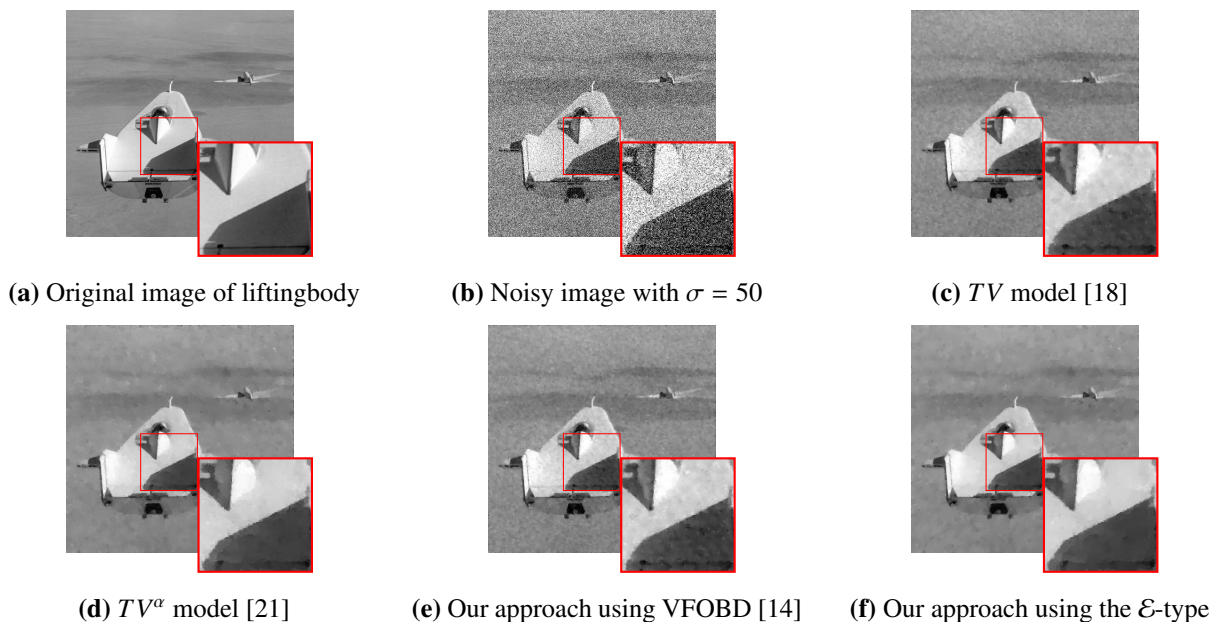 (a) Original image of liftingbody
(b) Noisy image with σ = 50
(c) TV model [18]
(d) TV^α model [21]
(e) Our approach using VFOBD [14]
(f) Our approach using the ℰ-type